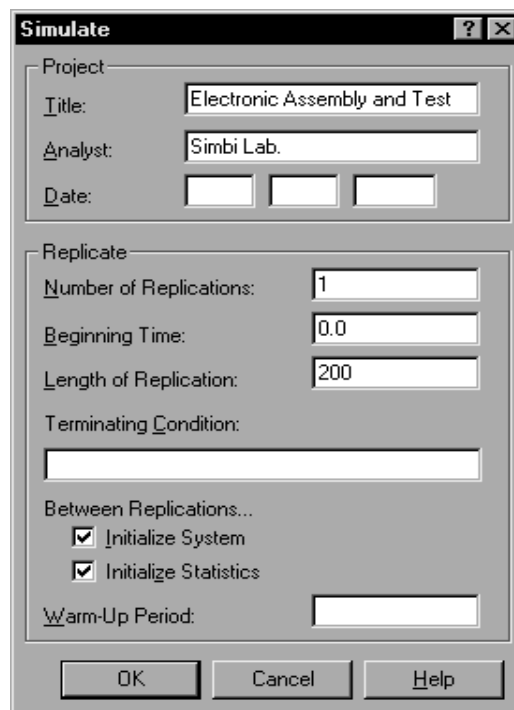 Simulate
Project
Title: Electronic Assembly and Test
Analyst: Simbi Lab.
Date:
Replicate
Number of Replications: 1
Beginning Time: 0.0
Length of Replication: 200
Terminating Condition:
Between Replications...
Initialize System
Initialize Statistics
Warm-Up Period:
OK Cancel Help